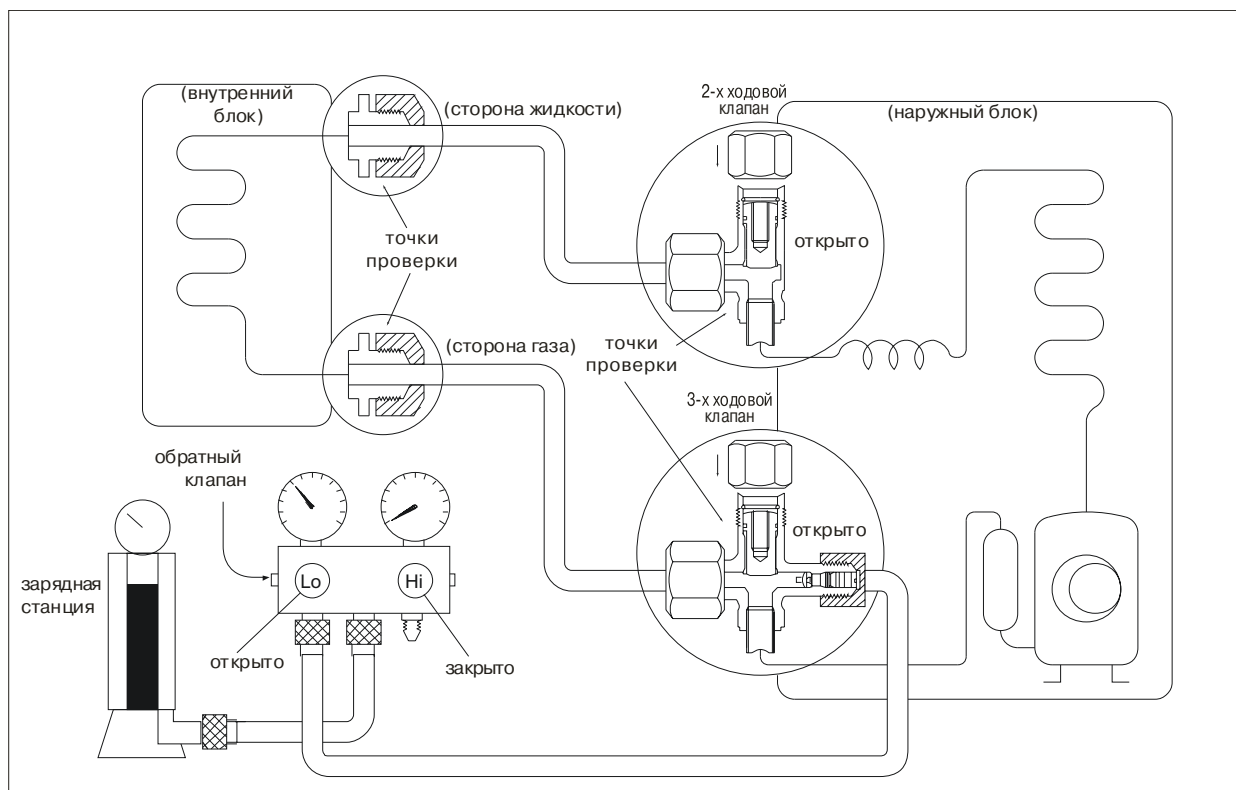 (внутренний
блок)
(сторона жидкости)
2-х ходовой
клапан
(наружный блок)
точки
проверки
открыто
(сторона газа)
точки
проверки
3-х ходовой
клапан
обратный
клапан
открыто
зарядная
станция
Lo
Hi
открыто
закрыто